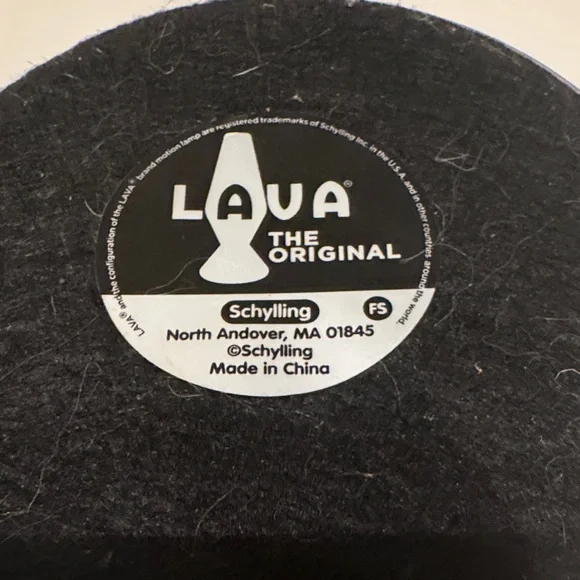 LAVA® and the configuration of the LAVA® brand motion lamp are registered trademarks of Schylling Inc. in the U.S.A. and in other countries around the world.
LAVA®
THE
ORIGINAL
Schylling FS
North Andover, MA 01845
©Schylling
Made in China